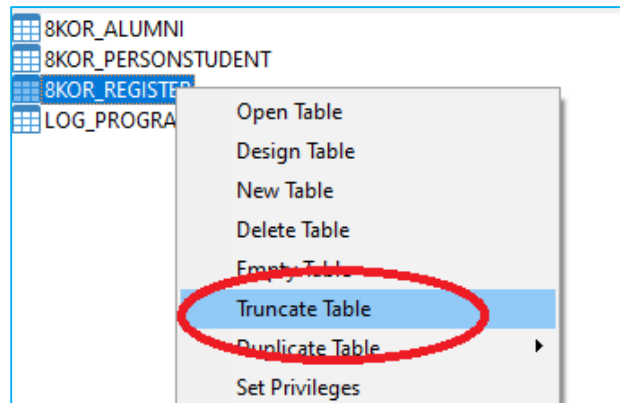 8KOR_ALUMNI
8KOR_PERSONSTUDENT
8KOR_REGISTER
LOG_PROGRA
Open Table
Design Table
New Table
Delete Table
Empty Table
Truncate Table
Duplicate Table
Set Privileges